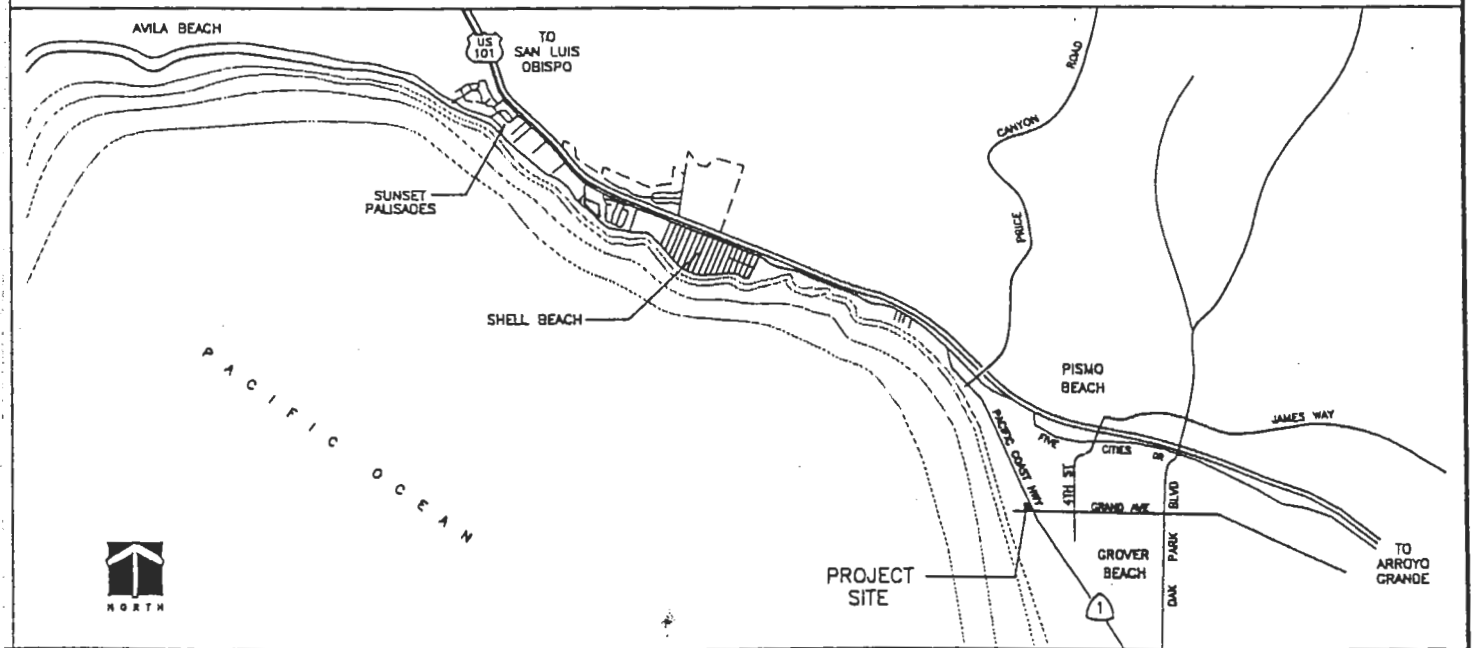 AVILA BEACH
US
101
TO
SAN LUIS
OBISPO
ROAD
CANYON
PRICE
SUNSET
PALISADES
SHELL BEACH
PACIFIC OCEAN
PISMO
BEACH
JAMES WAY
PACIFIC COAST HWY
FIVE CITIES DR
4TH ST
GRAND AVE
OAK PARK BLVD
GROVER
BEACH
TO
ARROYO
GRANDE
PROJECT
SITE
1
NORTH